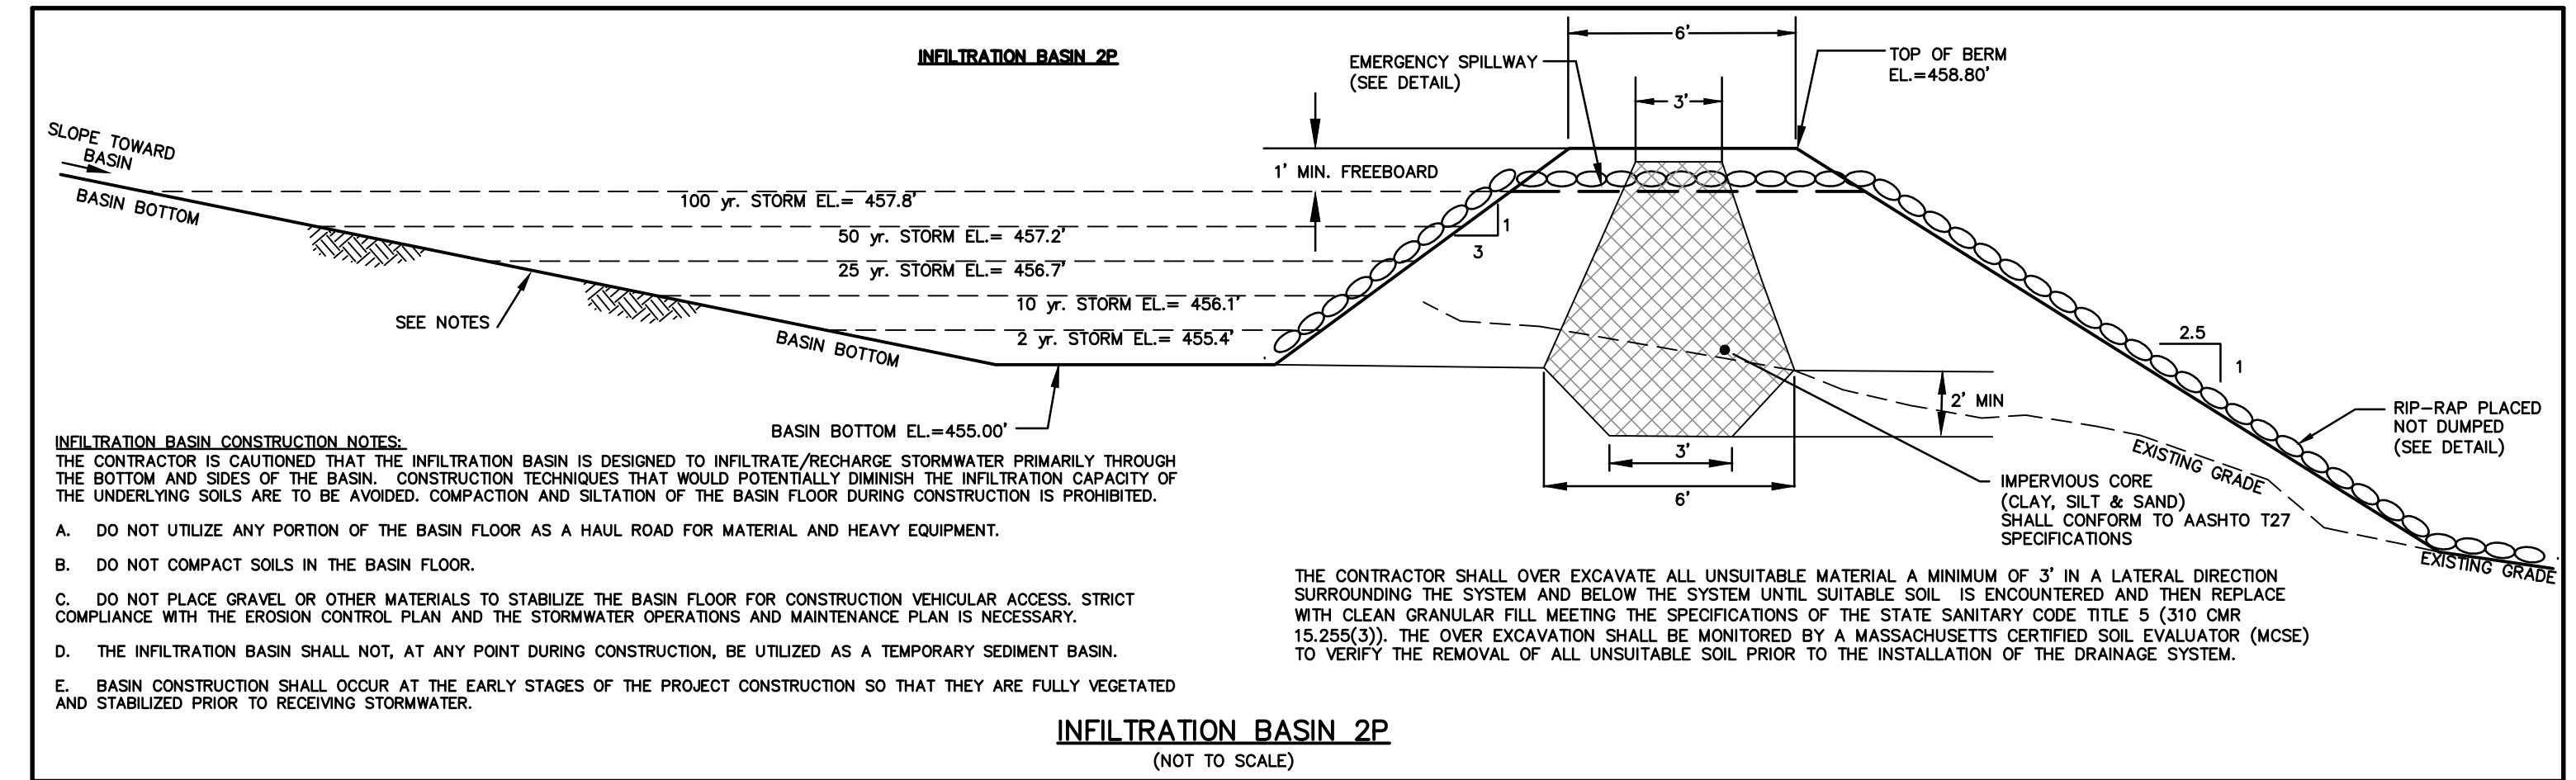 INFILTRATION BASIN 2P
6'
EMERGENCY SPILLWAY
(SEE DETAIL)
TOP OF BERM
EL.=458.80'
3'
SLOPE TOWARD
BASIN
BASIN BOTTOM
1' MIN. FREEBOARD
100 yr. STORM EL.= 457.8'
50 yr. STORM EL.= 457.2'
25 yr. STORM EL.= 456.7'
10 yr. STORM EL.= 456.1'
2 yr. STORM EL.= 455.4'
1
3
SEE NOTES
BASIN BOTTOM
2.5
1
2' MIN
BASIN BOTTOM EL.=455.00'
RIP-RAP PLACED
NOT DUMPED
(SEE DETAIL)
EXISTING GRADE
3'
6'
IMPERVIOUS CORE
(CLAY, SILT & SAND)
SHALL CONFORM TO AASHTO T27
SPECIFICATIONS
EXISTING GRADE
INFILTRATION BASIN CONSTRUCTION NOTES:
THE CONTRACTOR IS CAUTIONED THAT THE INFILTRATION BASIN IS DESIGNED TO INFILTRATE/RECHARGE STORMWATER PRIMARILY THROUGH
THE BOTTOM AND SIDES OF THE BASIN. CONSTRUCTION TECHNIQUES THAT WOULD POTENTIALLY DIMINISH THE INFILTRATION CAPACITY OF
THE UNDERLYING SOILS ARE TO BE AVOIDED. COMPACTION AND SILTATION OF THE BASIN FLOOR DURING CONSTRUCTION IS PROHIBITED.
A. DO NOT UTILIZE ANY PORTION OF THE BASIN FLOOR AS A HAUL ROAD FOR MATERIAL AND HEAVY EQUIPMENT.
B. DO NOT COMPACT SOILS IN THE BASIN FLOOR.
C. DO NOT PLACE GRAVEL OR OTHER MATERIALS TO STABILIZE THE BASIN FLOOR FOR CONSTRUCTION VEHICULAR ACCESS. STRICT
COMPLIANCE WITH THE EROSION CONTROL PLAN AND THE STORMWATER OPERATIONS AND MAINTENANCE PLAN IS NECESSARY.
D. THE INFILTRATION BASIN SHALL NOT, AT ANY POINT DURING CONSTRUCTION, BE UTILIZED AS A TEMPORARY SEDIMENT BASIN.
E. BASIN CONSTRUCTION SHALL OCCUR AT THE EARLY STAGES OF THE PROJECT CONSTRUCTION SO THAT THEY ARE FULLY VEGETATED
AND STABILIZED PRIOR TO RECEIVING STORMWATER.
THE CONTRACTOR SHALL OVER EXCAVATE ALL UNSUITABLE MATERIAL A MINIMUM OF 3' IN A LATERAL DIRECTION
SURROUNDING THE SYSTEM AND BELOW THE SYSTEM UNTIL SUITABLE SOIL IS ENCOUNTERED AND THEN REPLACE
WITH CLEAN GRANULAR FILL MEETING THE SPECIFICATIONS OF THE STATE SANITARY CODE TITLE 5 (310 CMR
15.255(3)). THE OVER EXCAVATION SHALL BE MONITORED BY A MASSACHUSETTS CERTIFIED SOIL EVALUATOR (MCSE)
TO VERIFY THE REMOVAL OF ALL UNSUITABLE SOIL PRIOR TO THE INSTALLATION OF THE DRAINAGE SYSTEM.
INFILTRATION BASIN 2P
(NOT TO SCALE)